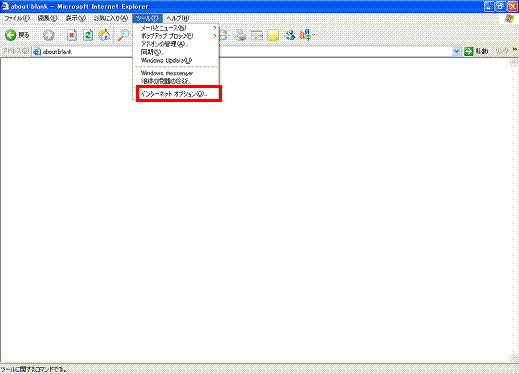 about:blank - Microsoft Internet Explorer
ファイル(F) 編集(E) 表示(V) お気に入り(A) ツール(T) ヘルプ(H)
戻る
アドレス(D) about:blank 移動 リンク »
メールとニュース(N)
ポップアップ ブロック(P)
アドオンの管理(A)...
同期(S)...
Windows Update(U)
Windows Messenger
接続の問題の診断...
インターネット オプション(O)...
ツールに関するコマンドです。